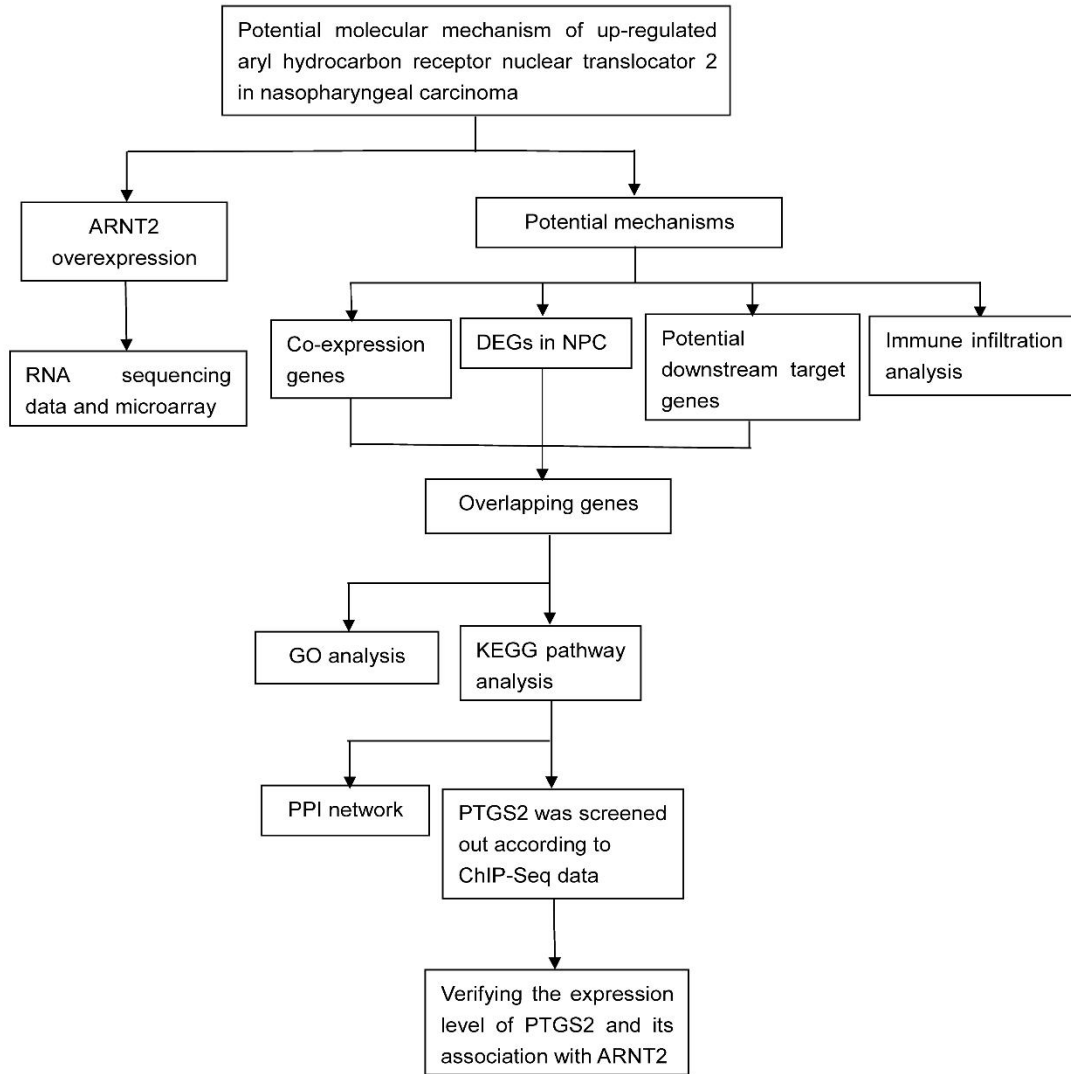 Potential molecular mechanism of up-regulated
aryl hydrocarbon receptor nuclear translocator 2
in nasopharyngeal carcinoma
ARNT2
overexpression
Potential mechanisms
RNA sequencing
data and microarray
Co-expression
genes
DEGs in NPC
Potential
downstream target
genes
Immune infiltration
analysis
Overlapping genes
GO analysis
KEGG pathway
analysis
PPI network
PTGS2 was screened
out according to
ChIP-Seq data
Verifying the expression
level of PTGS2 and its
association with ARNT2